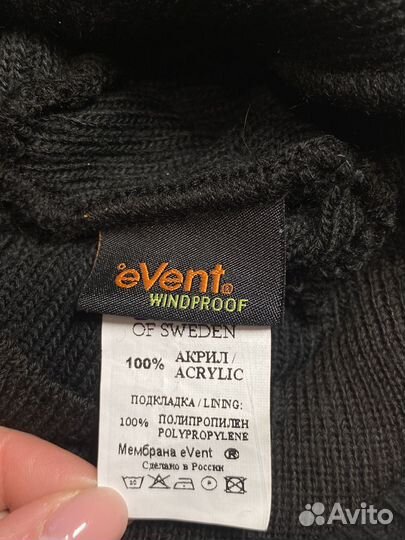 eVent®
WINDPROOF
OF SWEDEN
100% АКРИЛ /
ACRYLIC
ПОДКЛАДКА / LINING:
100% ПОЛИПРОПИЛЕН
POLYPROPYLENE
Мембрана eVent ®
Сделано в России
Avito